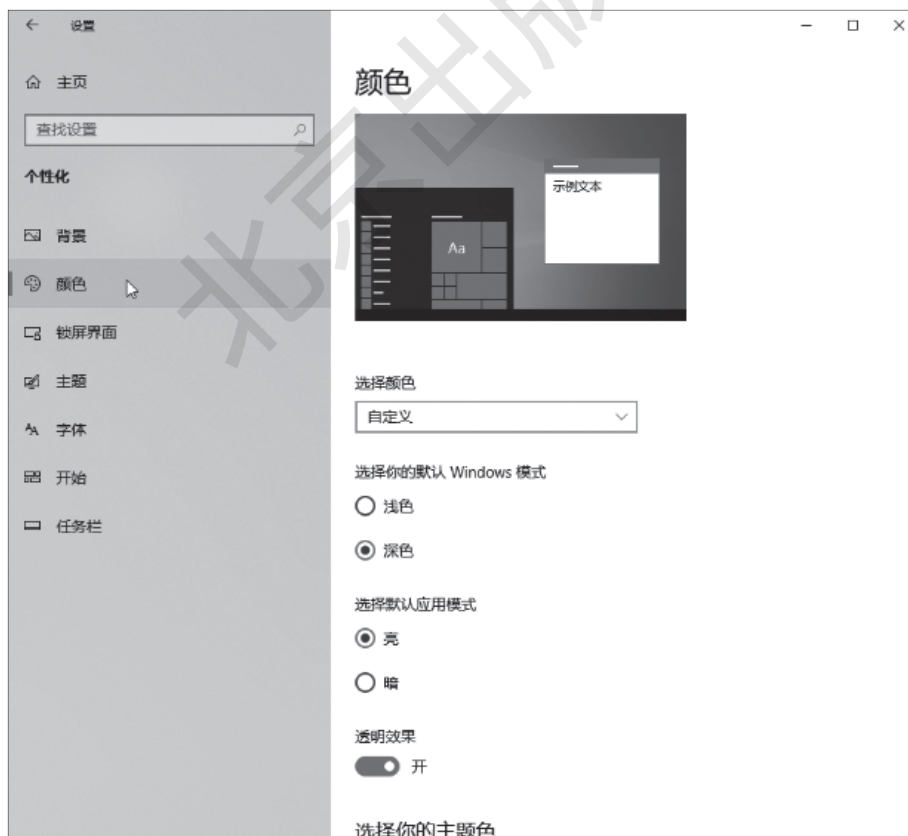 设置
主页
查找设置
个性化
背景
颜色
锁屏界面
主题
字体
开始
任务栏
颜色
示例文本
Aa
选择颜色
自定义
选择你的默认 Windows 模式
浅色
深色
选择默认应用模式
亮
暗
透明效果
开
选择你的主题色
北京出版